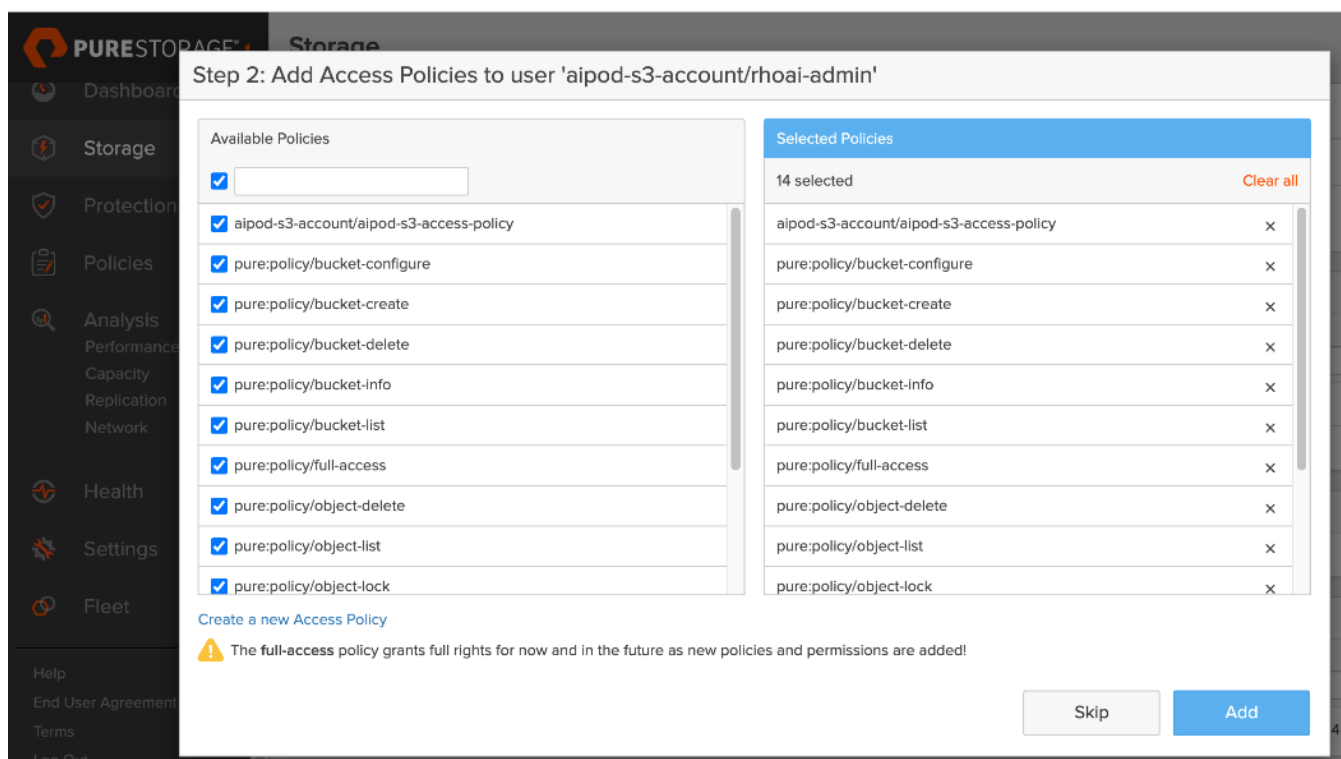 PURESTORAGE®
Storage
Step 2: Add Access Policies to user 'aipod-s3-account/rhoai-admin'
Dashboard
Storage
Protection
Policies
Analysis
Performance
Capacity
Replication
Network
Health
Settings
Fleet
Help
End User Agreement
Terms
Log Out
Available Policies
aipod-s3-account/aipod-s3-access-policy
pure:policy/bucket-configure
pure:policy/bucket-create
pure:policy/bucket-delete
pure:policy/bucket-info
pure:policy/bucket-list
pure:policy/full-access
pure:policy/object-delete
pure:policy/object-list
pure:policy/object-lock
Selected Policies
14 selected Clear all
aipod-s3-account/aipod-s3-access-policy
pure:policy/bucket-configure
pure:policy/bucket-create
pure:policy/bucket-delete
pure:policy/bucket-info
pure:policy/bucket-list
pure:policy/full-access
pure:policy/object-delete
pure:policy/object-list
pure:policy/object-lock
Create a new Access Policy
The full-access policy grants full rights for now and in the future as new policies and permissions are added!
Skip
Add
4